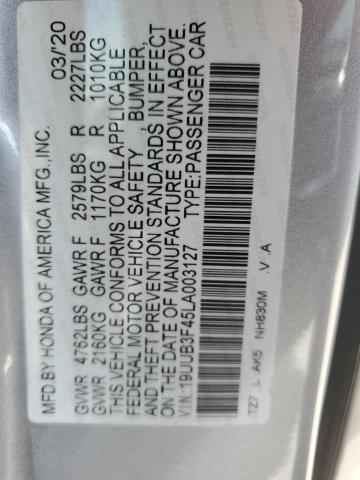 MFD BY HONDA OF AMERICA MFG.,INC. 03/'20
GVWR 4762LBS GAWR F 2579LBS R 2227LBS
GVWR 2160KG GAWR F 1170KG R 1010KG
THIS VEHICLE CONFORMS TO ALL APPLICABLE
FEDERAL MOTOR VEHICLE SAFETY, BUMPER,
AND THEFT PREVENTION STANDARDS IN EFFECT
ON THE DATE OF MANUFACTURE SHOWN ABOVE.
VIN: 19UUB3F45LA003127 TYPE:PASSENGER CAR
TZ7 L AK5 NH830M .V .A